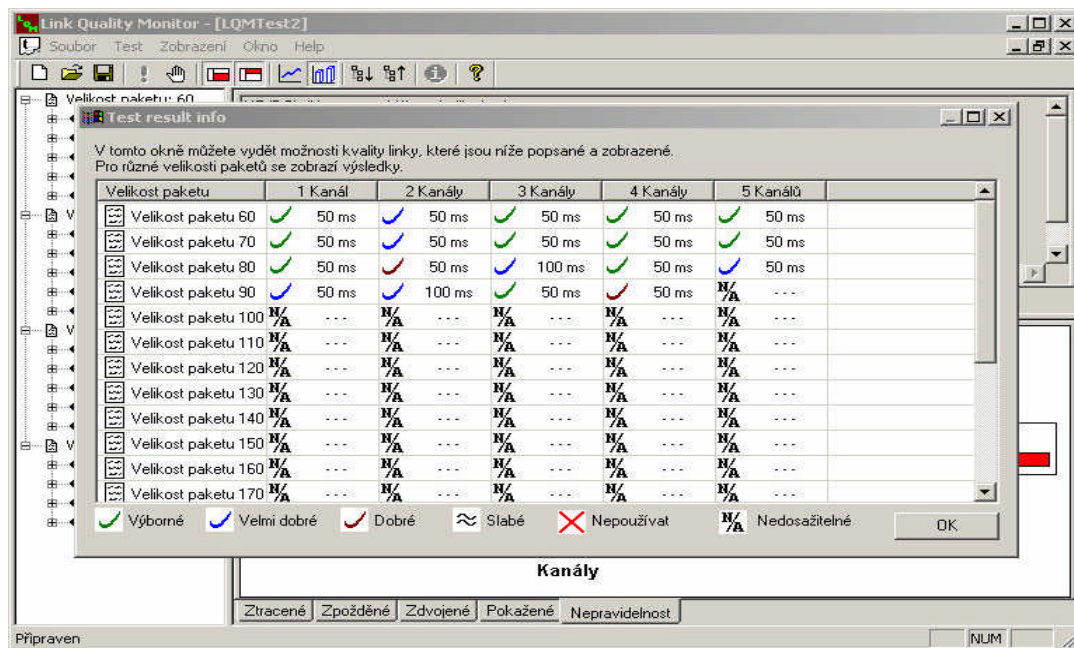 Link Quality Monitor - [LQMTest2]
Soubor Test Zobrazení Okno Help
Velikost paketu: 60
Test result info
V tomto okně můžete vydět možnosti kvality linky, které jsou níže popsané a zobrazené.
Pro různé velikosti paketů se zobrazí výsledky.
Velikost paketu 1 Kanál 2 Kanály 3 Kanály 4 Kanály 5 Kanálů
Velikost paketu 60 50 ms 50 ms 50 ms 50 ms 50 ms
Velikost paketu 70 50 ms 50 ms 50 ms 50 ms 50 ms
Velikost paketu 80 50 ms 50 ms 100 ms 50 ms 50 ms
Velikost paketu 90 50 ms 100 ms 50 ms 50 ms N/A - - -
Velikost paketu 100 N/A - - - N/A - - - N/A - - - N/A - - - N/A - - -
Velikost paketu 110 N/A - - - N/A - - - N/A - - - N/A - - - N/A - - -
Velikost paketu 120 N/A - - - N/A - - - N/A - - - N/A - - - N/A - - -
Velikost paketu 130 N/A - - - N/A - - - N/A - - - N/A - - - N/A - - -
Velikost paketu 140 N/A - - - N/A - - - N/A - - - N/A - - - N/A - - -
Velikost paketu 150 N/A - - - N/A - - - N/A - - - N/A - - - N/A - - -
Velikost paketu 160 N/A - - - N/A - - - N/A - - - N/A - - - N/A - - -
Velikost paketu 170 N/A - - - N/A - - - N/A - - - N/A - - - N/A - - -
Výborné Velmi dobré Dobré Slabé Nepoužívat N/A Nedosažitelné OK
Kanály
Ztracené Zpožděné Zdvojené Pokažené Nepravidelnost
Připraven NUM